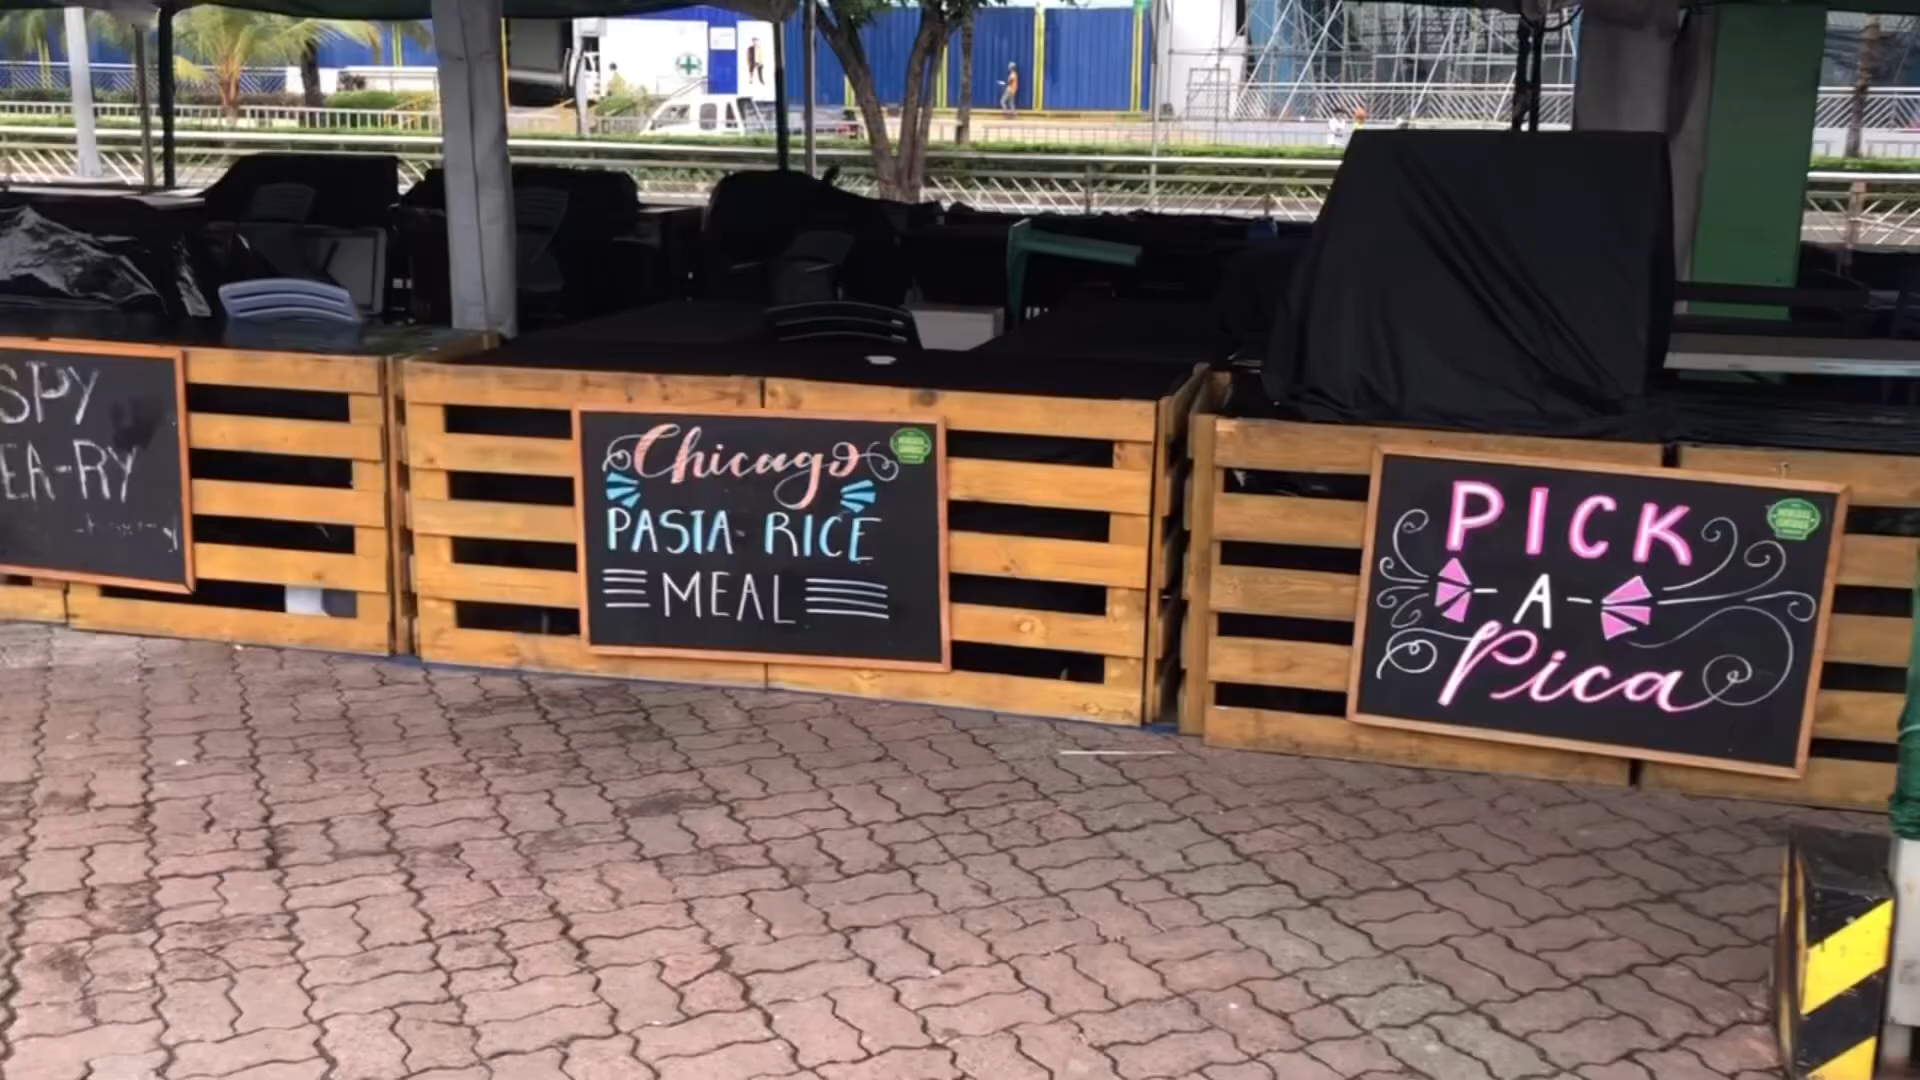 SPY
EA-RY
Chicago
PASTA RICE
MEAL
PICK
-A-
Pica